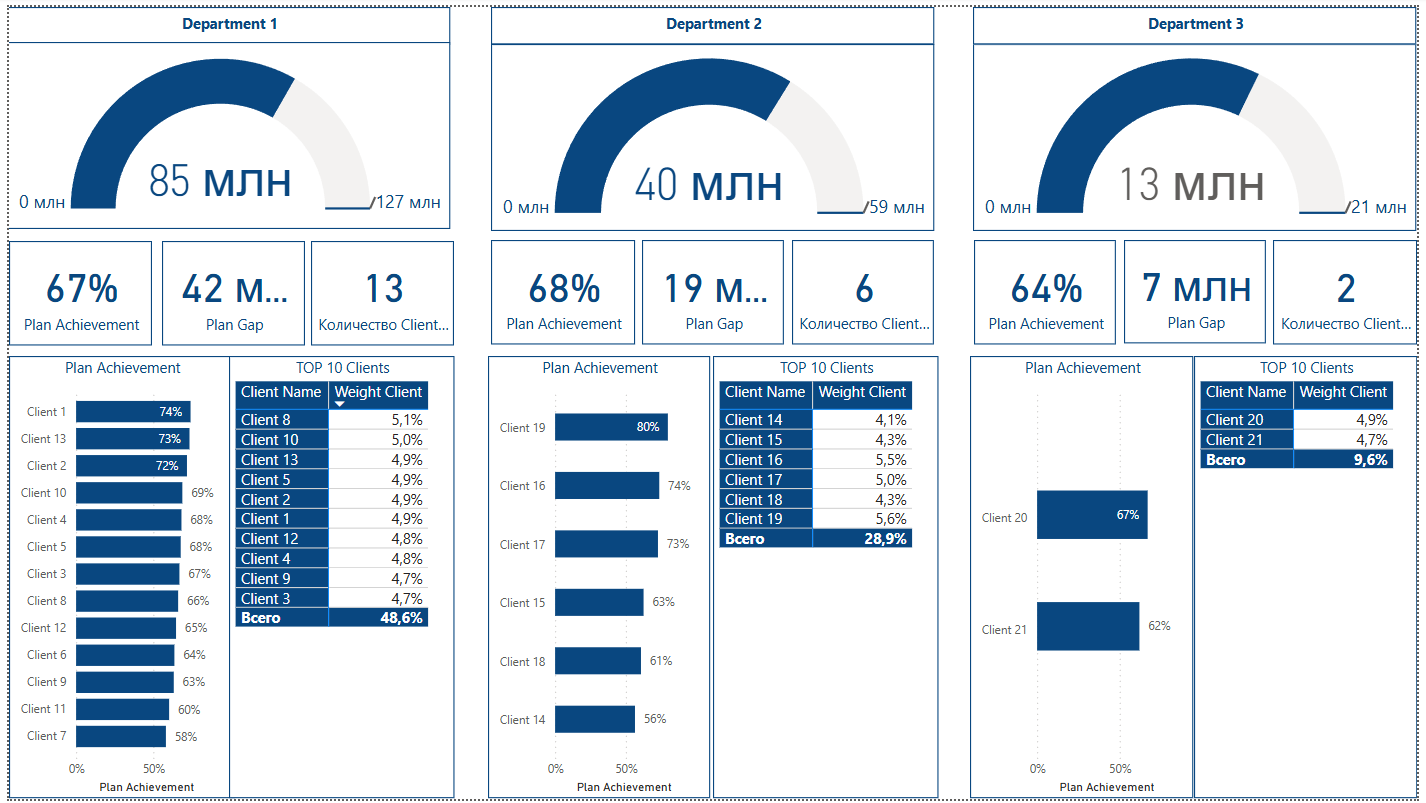 Department 1
85 млн
0 млн
127 млн
67%
Plan Achievement
42 м...
Plan Gap
13
Количество Client...
Plan Achievement
Client 1 74%
Client 13 73%
Client 2 72%
Client 10 69%
Client 4 68%
Client 5 68%
Client 3 67%
Client 8 66%
Client 12 65%
Client 6 64%
Client 9 63%
Client 11 60%
Client 7 58%
0% 50%
Plan Achievement
TOP 10 Clients
Client Name Weight Client
Client 8 5,1%
Client 10 5,0%
Client 13 4,9%
Client 5 4,9%
Client 2 4,9%
Client 1 4,9%
Client 12 4,8%
Client 4 4,8%
Client 9 4,7%
Client 3 4,7%
Всего 48,6%
Department 2
40 млн
0 млн
59 млн
68%
Plan Achievement
19 м...
Plan Gap
6
Количество Client...
Plan Achievement
Client 19 80%
Client 16 74%
Client 17 73%
Client 15 63%
Client 18 61%
Client 14 56%
0% 50%
Plan Achievement
TOP 10 Clients
Client Name Weight Client
Client 14 4,1%
Client 15 4,3%
Client 16 5,5%
Client 17 5,0%
Client 18 4,3%
Client 19 5,6%
Всего 28,9%
Department 3
13 млн
0 млн
21 млн
64%
Plan Achievement
7 млн
Plan Gap
2
Количество Client...
Plan Achievement
Client 20 67%
Client 21 62%
0% 50%
Plan Achievement
TOP 10 Clients
Client Name Weight Client
Client 20 4,9%
Client 21 4,7%
Всего 9,6%